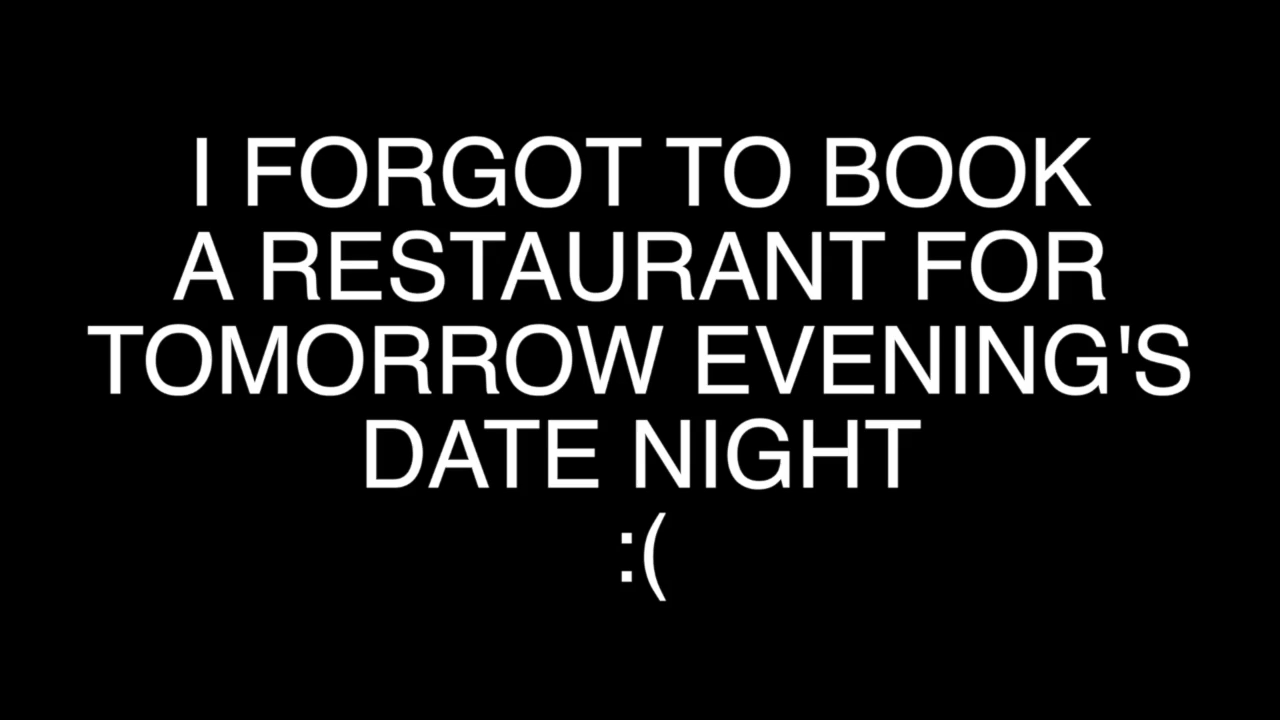 I FORGOT TO BOOK
A RESTAURANT FOR
TOMORROW EVENING'S
DATE NIGHT
:(